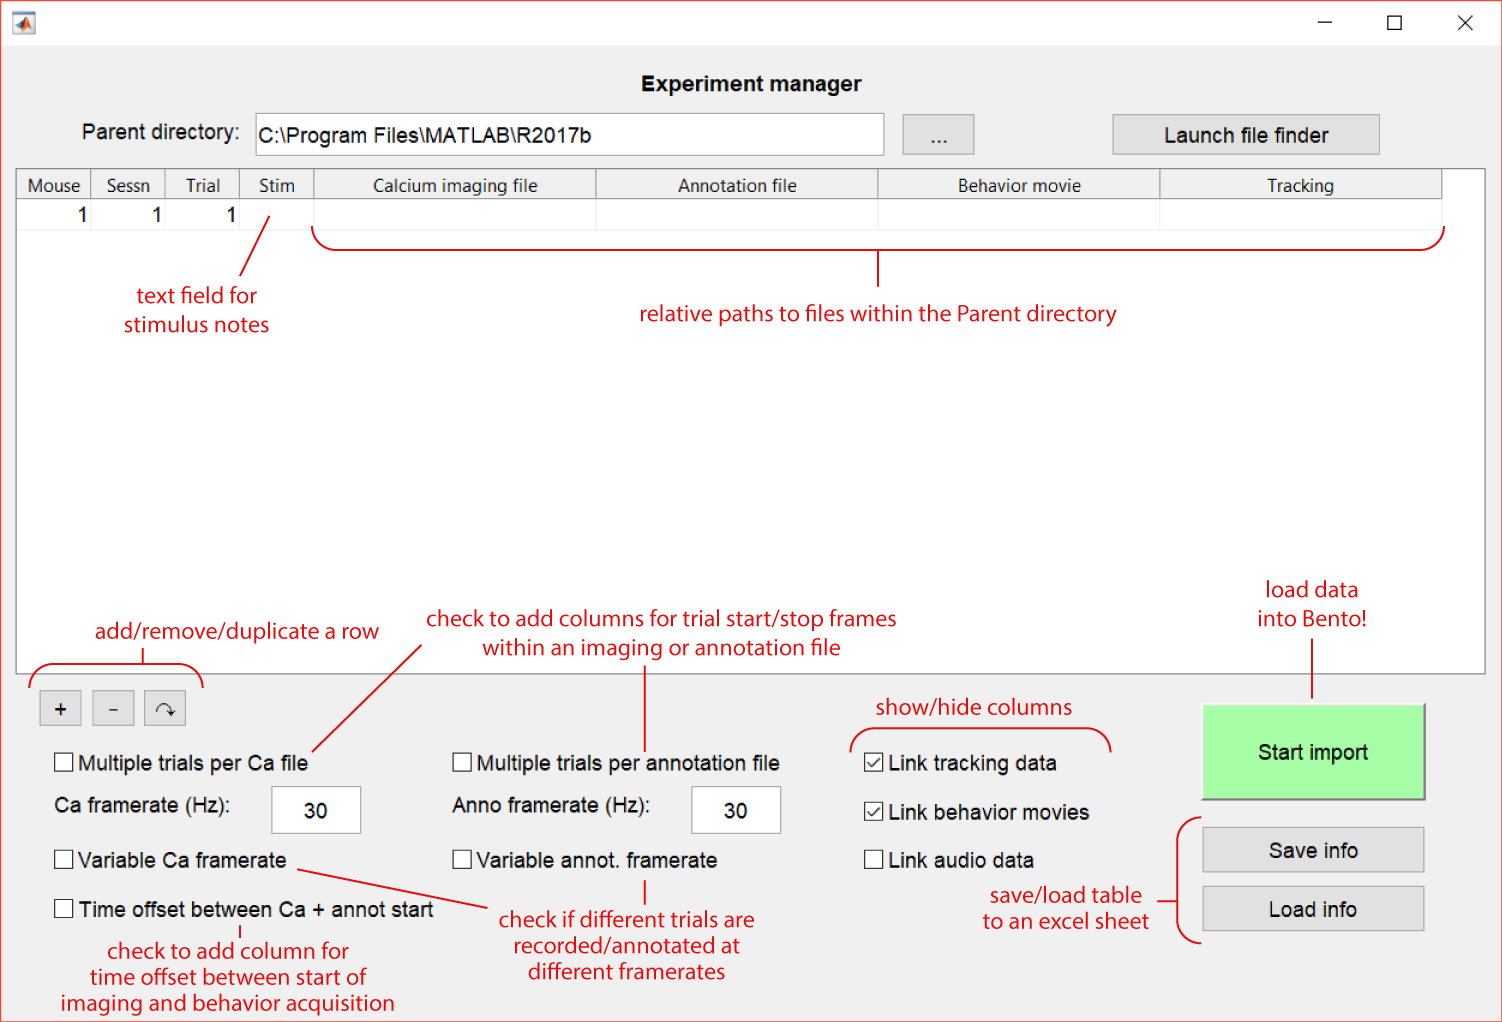 Experiment manager
Parent directory: C:\Program Files\MATLAB\R2017b ... Launch file finder
Mouse Sessn Trial Stim Calcium imaging file Annotation file Behavior movie Tracking
1 1 1
text field for
stimulus notes
relative paths to files within the Parent directory
load data
into Bento!
add/remove/duplicate a row
check to add columns for trial start/stop frames
within an imaging or annotation file
+ -
show/hide columns
Multiple trials per Ca file
Multiple trials per annotation file
Link tracking data
Start import
Ca framerate (Hz): 30
Anno framerate (Hz): 30
Link behavior movies
Variable Ca framerate
Variable annot. framerate
Link audio data
Save info
Time offset between Ca + annot start
Load info
save/load table
to an excel sheet
check if different trials are
recorded/annotated at
different framerates
check to add column for
time offset between start of
imaging and behavior acquisition